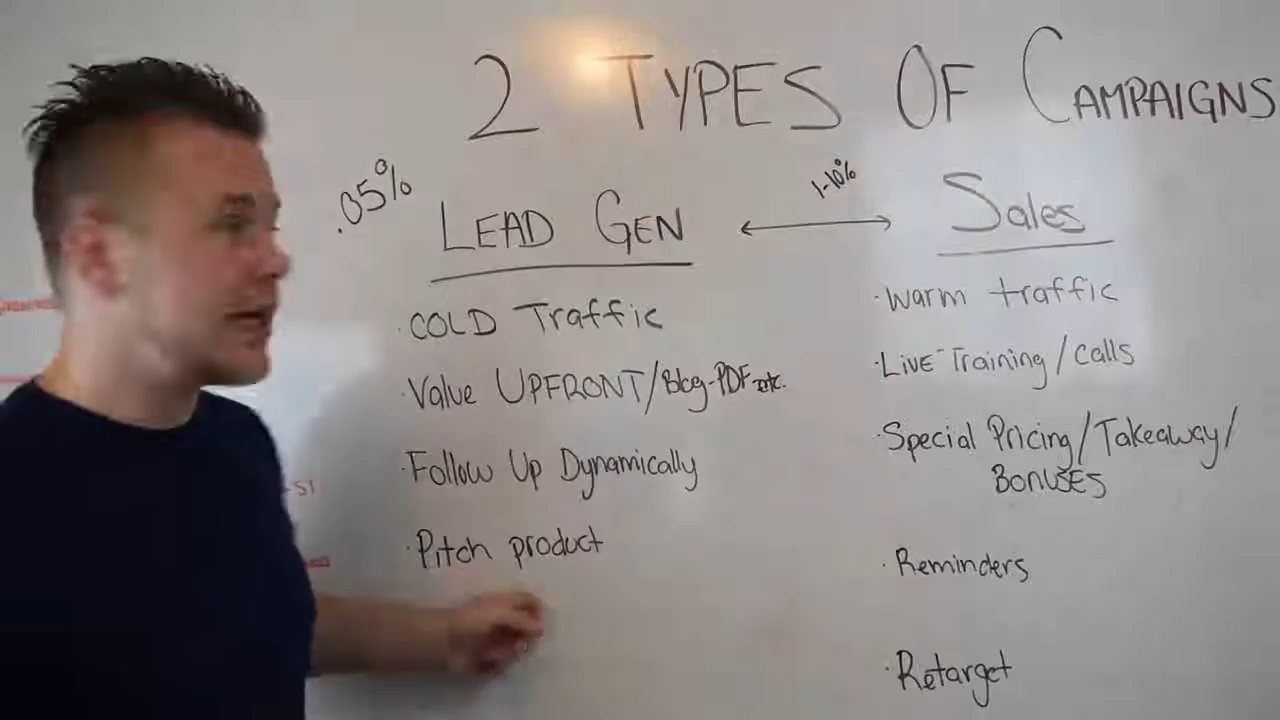 2 TYPES OF CAMPAIGNS
.05%
LEAD GEN
1-10%
Sales
· COLD Traffic
· Value UPFRONT/Blog-PDF etc.
· Follow Up Dynamically
· Pitch product
· Warm traffic
· LIVE Training/calls
· Special Pricing/Takeaway/
BONUSES
· Reminders
· Retarget
ST